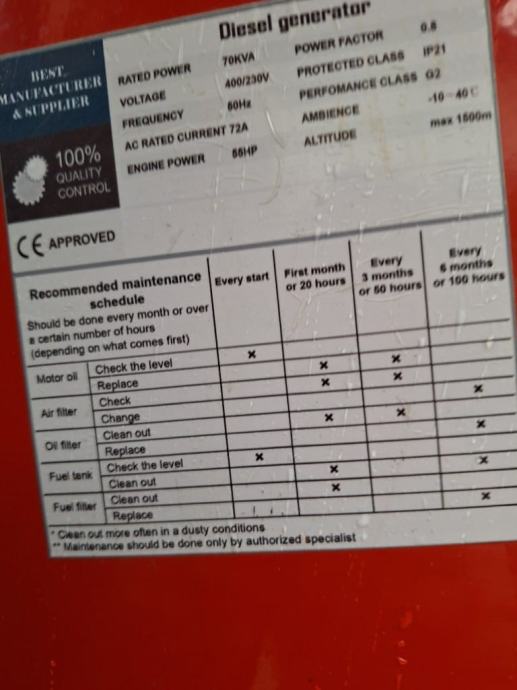 Diesel generator
BEST
MANUFACTURER
& SUPPLIER
100%
QUALITY
CONTROL
RATED POWER 70KVA
VOLTAGE 400/230V
FREQUENCY 50Hz
AC RATED CURRENT 72A
ENGINE POWER 55HP
POWER FACTOR 0.8
PROTECTED CLASS IP21
PERFOMANCE CLASS G2
AMBIENCE -10 - 40 C
ALTITUDE max 1500m
CE APPROVED
Recommended maintenance
schedule
Should be done every month or over
a certain number of hours
(depending on what comes first)
Every start
First month
or 20 hours
Every
3 months
or 50 hours
Every
6 months
or 100 hours
Motor oil Check the level x
Replace x x
Air filter Check x x
Change x
Oil filter Clean out x x
Replace x
Fuel tank Check the level x
Clean out x x
Fuel filter Clean out x
Replace x
* Clean out more often in a dusty conditions
** Maintenance should be done only by authorized specialist